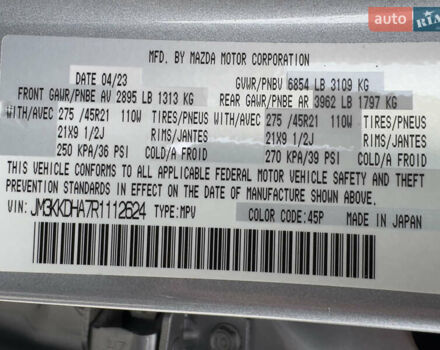 AUTO
RIA
MFD. BY MAZDA MOTOR CORPORATION
DATE 04/23 GVWR/PNBV 6854 LB 3109 KG
FRONT GAWR/PNBE AV 2895 LB 1313 KG REAR GAWR/PNBE AR 3962 LB 1797 KG
WITH/AVEC 275 /45R21 110W TIRES/PNEUS WITH/AVEC 275 /45R21 110W TIRES/PNEUS
21X9 1/2J RIMS/JANTES 21X9 1/2J RIMS/JANTES
250 KPA/36 PSI COLD/A FROID 270 KPA/39 PSI COLD/A FROID
THIS VEHICLE CONFORMS TO ALL APPLICABLE FEDERAL MOTOR VEHICLE SAFETY AND THEFT
PREVENTION STANDARDS IN EFFECT ON THE DATE OF MANUFACTURE SHOWN ABOVE.
VIN: JM3KKDHA7R1112624 TYPE:MPV COLOR CODE:45P MADE IN JAPAN